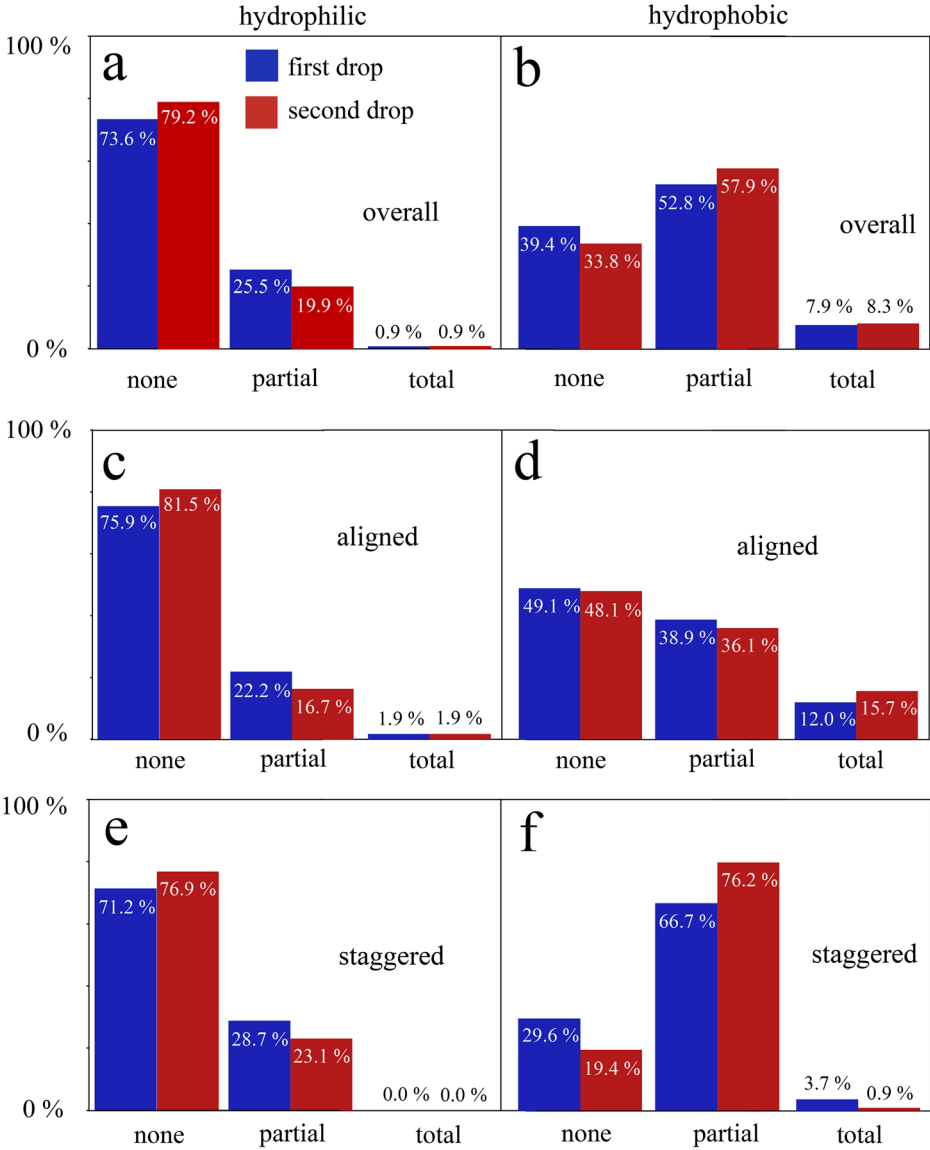 hydrophilic hydrophobic
100 %
a b
first drop
second drop
79.2 %
73.6 %
57.9 %
52.8 %
overall
overall
39.4 %
33.8 %
25.5 %
19.9 %
7.9 % 8.3 %
0.9 % 0.9 %
0 %
none partial total none partial total
100 %
c d
81.5 %
75.9 %
aligned
aligned
49.1 % 48.1 %
38.9 % 36.1 %
22.2 % 16.7 %
1.9 % 1.9 %
12.0 % 15.7 %
0 %
none partial total none partial total
100 %
e f
76.9 %
71.2 %
76.2 %
66.7 %
staggered
staggered
28.7 %
23.1 %
29.6 %
19.4 %
0.0 % 0.0 %
3.7 % 0.9 %
0 %
none partial total none partial total